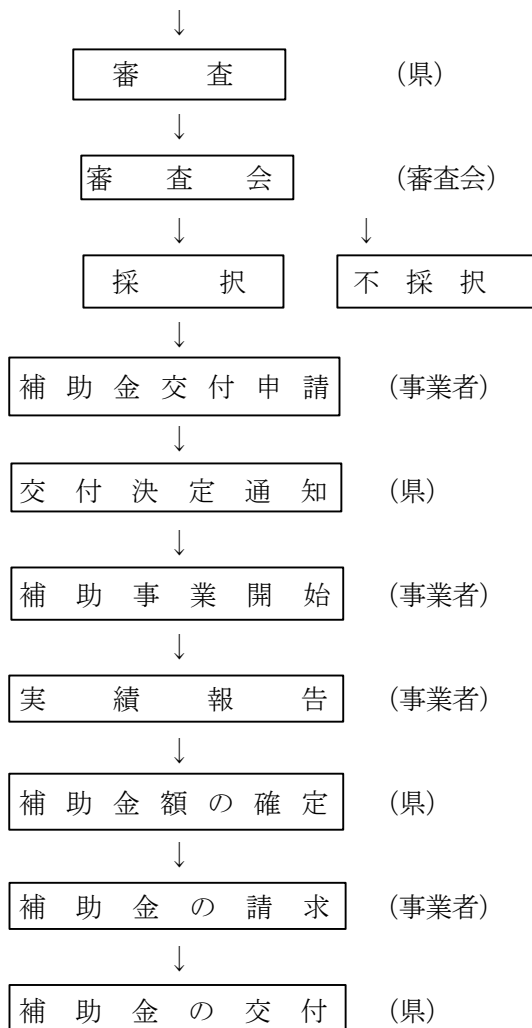 ↓
審査 (県)
↓
審査会 (審査会)
↓ ↓
採択 不採択
↓
補助金交付申請 (事業者)
↓
交付決定通知 (県)
↓
補助事業開始 (事業者)
↓
実績報告 (事業者)
↓
補助金額の確定 (県)
↓
補助金の請求 (事業者)
↓
補助金の交付 (県)